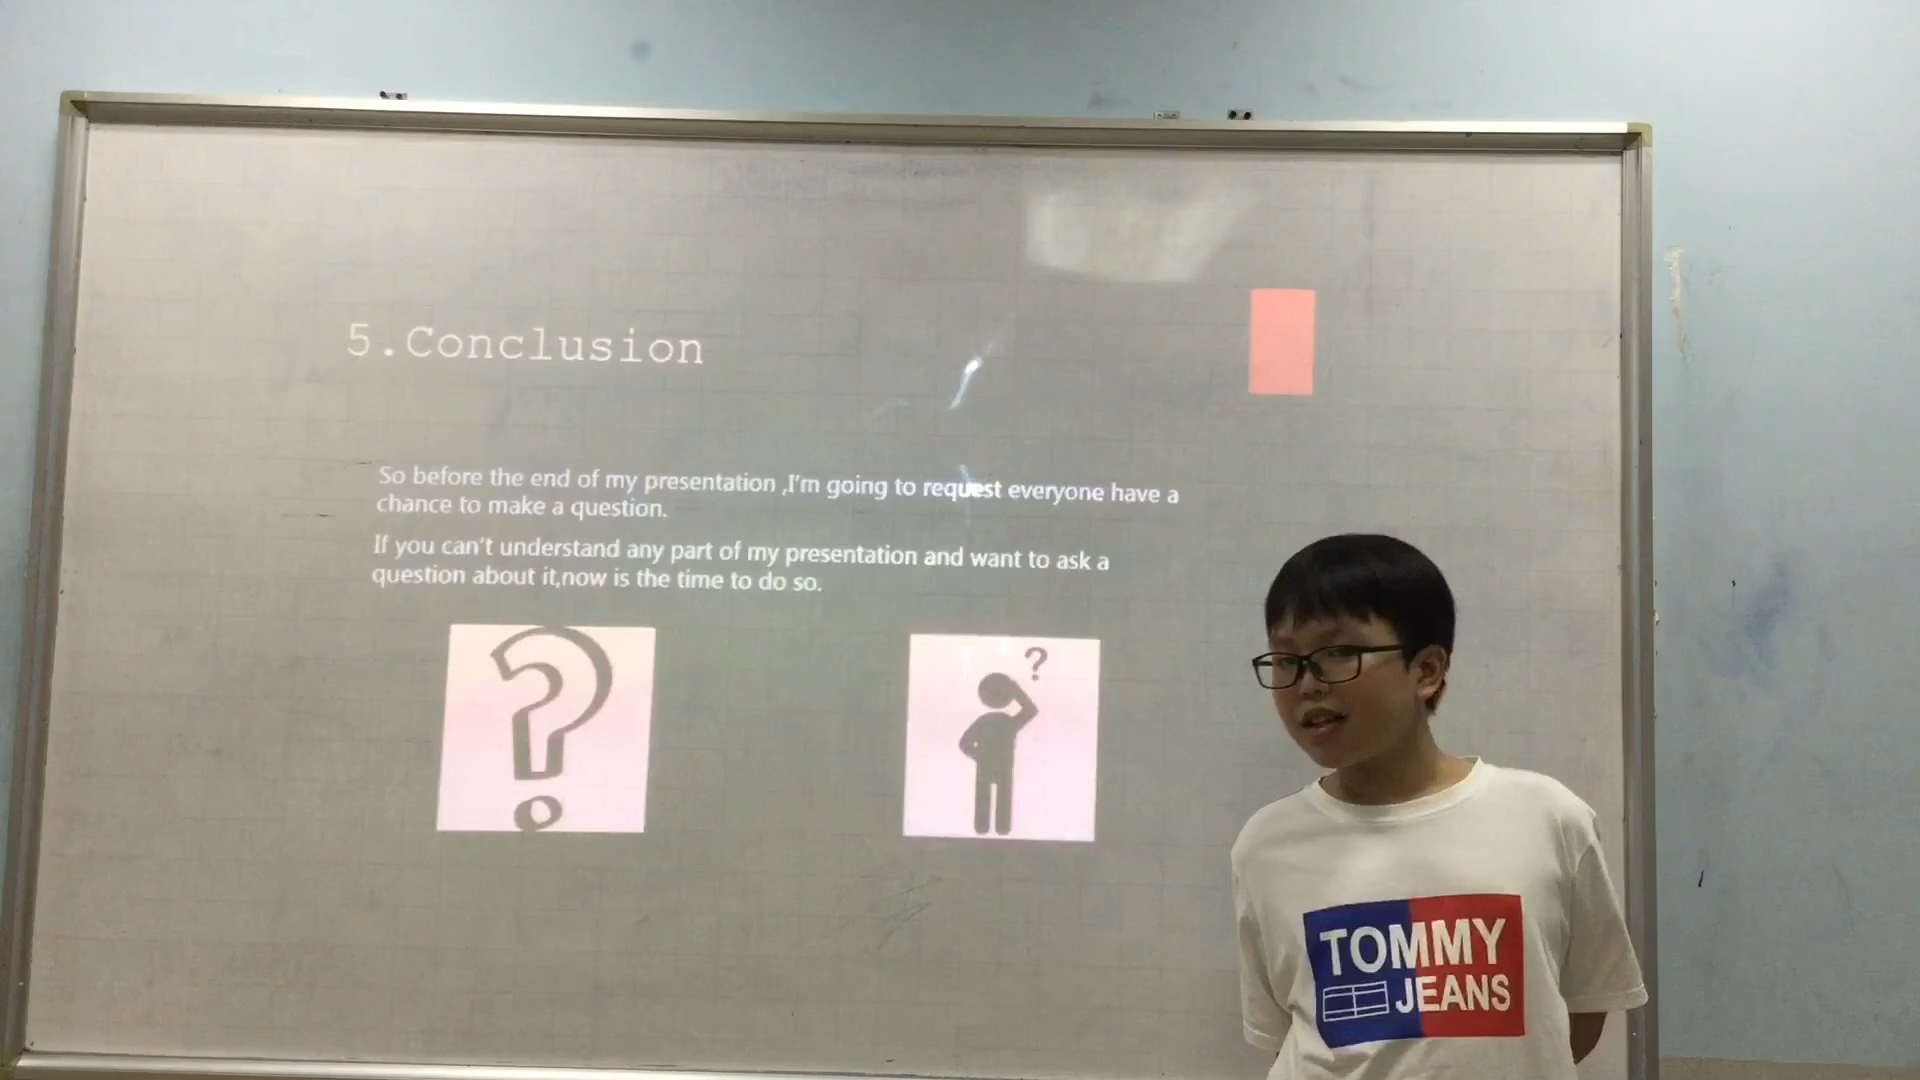 5.Conclusion
So before the end of my presentation ,I'm going to request everyone have a
chance to make a question.
If you can't understand any part of my presentation and want to ask a
question about it,now is the time to do so.
?
?
TOMMY
JEANS